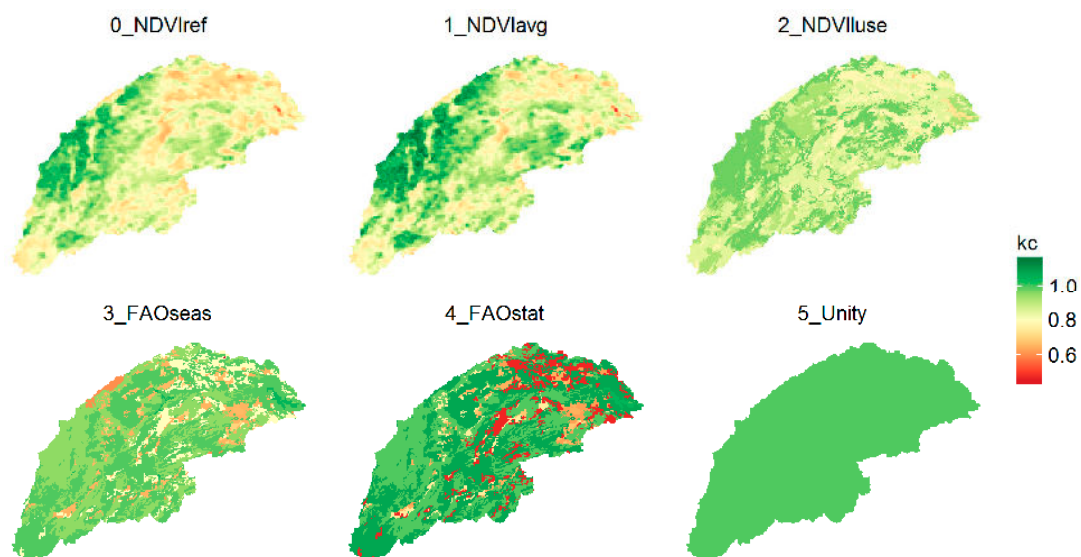 0_NDVIref
1_NDVIavg
2_NDVIluse
kc
1.0
0.8
0.6
3_FAOseas
4_FAOstat
5_Unity